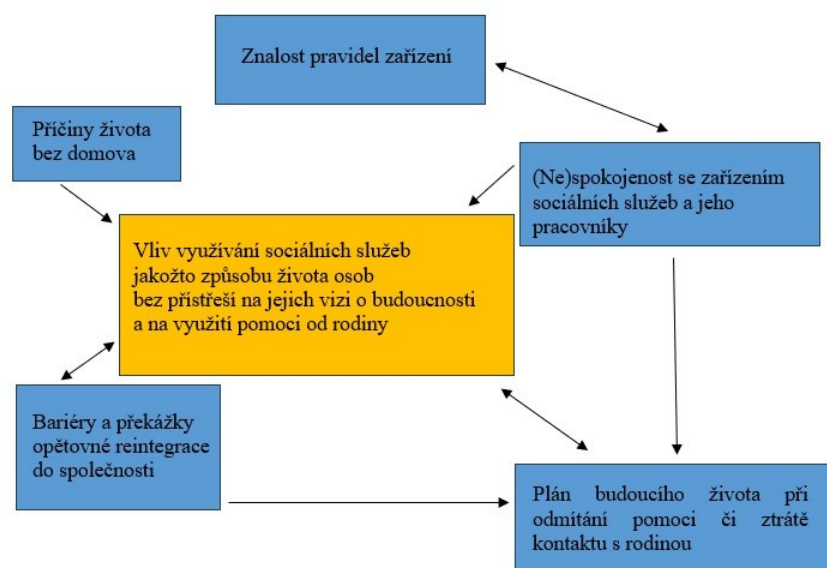 Znalost pravidel zařízení
Příčiny života
bez domova
(Ne)spokojenost se zařízením
sociálních služeb a jeho
pracovníky
Vliv využívání sociálních služeb
jakožto způsobu života osob
bez přístřeší na jejich vizi o budoucnosti
a na využití pomoci od rodiny
Bariéry a překážky
opětovné reintegrace
do společnosti
Plán budoucího života při
odmítání pomoci či ztrátě
kontaktu s rodinou